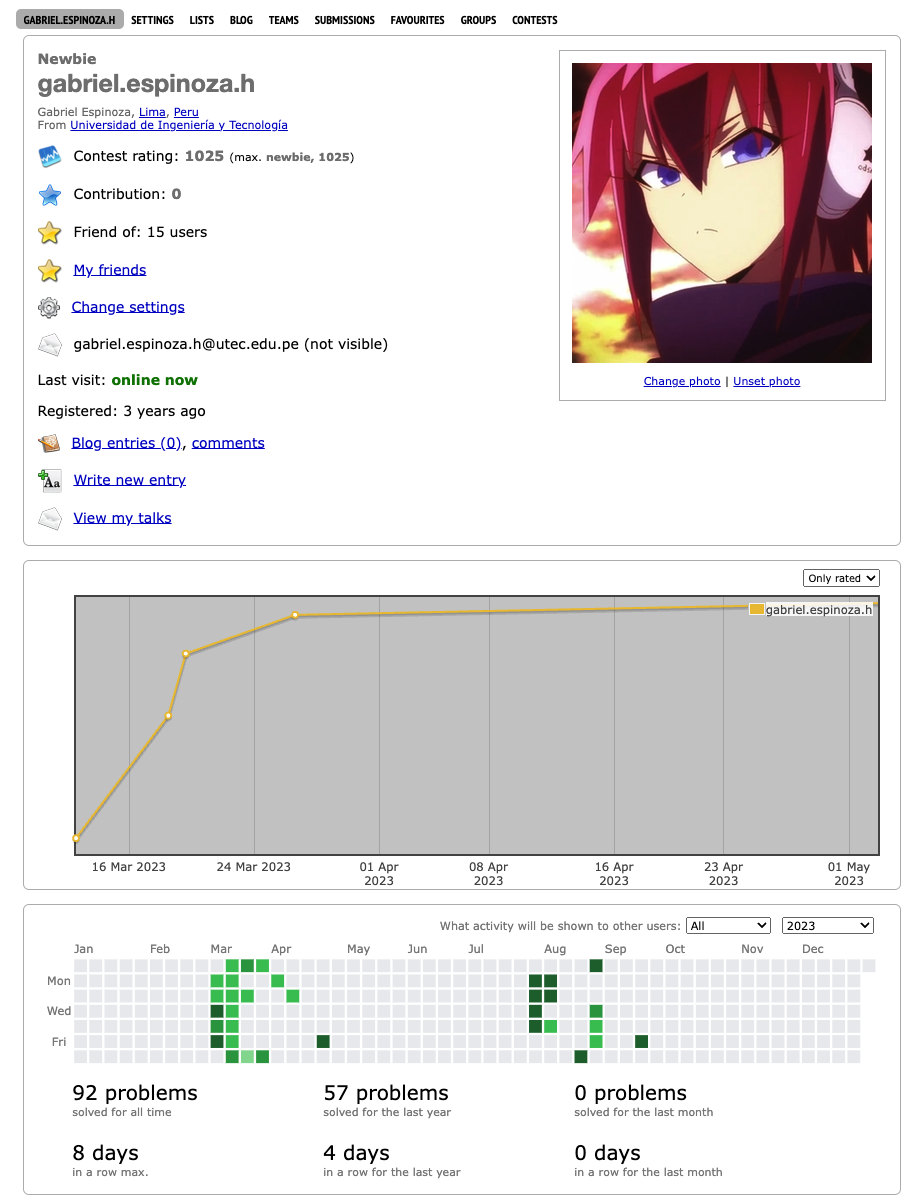 GABRIEL.ESPINOZA.H SETTINGS LISTS BLOG TEAMS SUBMISSIONS FAVOURITES GROUPS CONTESTS
Newbie
gabriel.espinoza.h
Gabriel Espinoza, Lima, Peru
From Universidad de Ingeniería y Tecnología
Contest rating: 1025 (max. newbie, 1025)
Contribution: 0
Friend of: 15 users
My friends
Change settings
gabriel.espinoza.h@utec.edu.pe (not visible)
Last visit: online now
Registered: 3 years ago
Blog entries (0), comments
Aa Write new entry
View my talks
Change photo | Unset photo
Only rated
gabriel.espinoza.h
16 Mar 2023 24 Mar 2023 01 Apr 2023 08 Apr 2023 16 Apr 2023 23 Apr 2023 01 May 2023
What activity will be shown to other users: All 2023
Jan Feb Mar Apr May Jun Jul Aug Sep Oct Nov Dec
Mon
Wed
Fri
92 problems 57 problems 0 problems
solved for all time solved for the last year solved for the last month
8 days 4 days 0 days
in a row max. in a row for the last year in a row for the last month